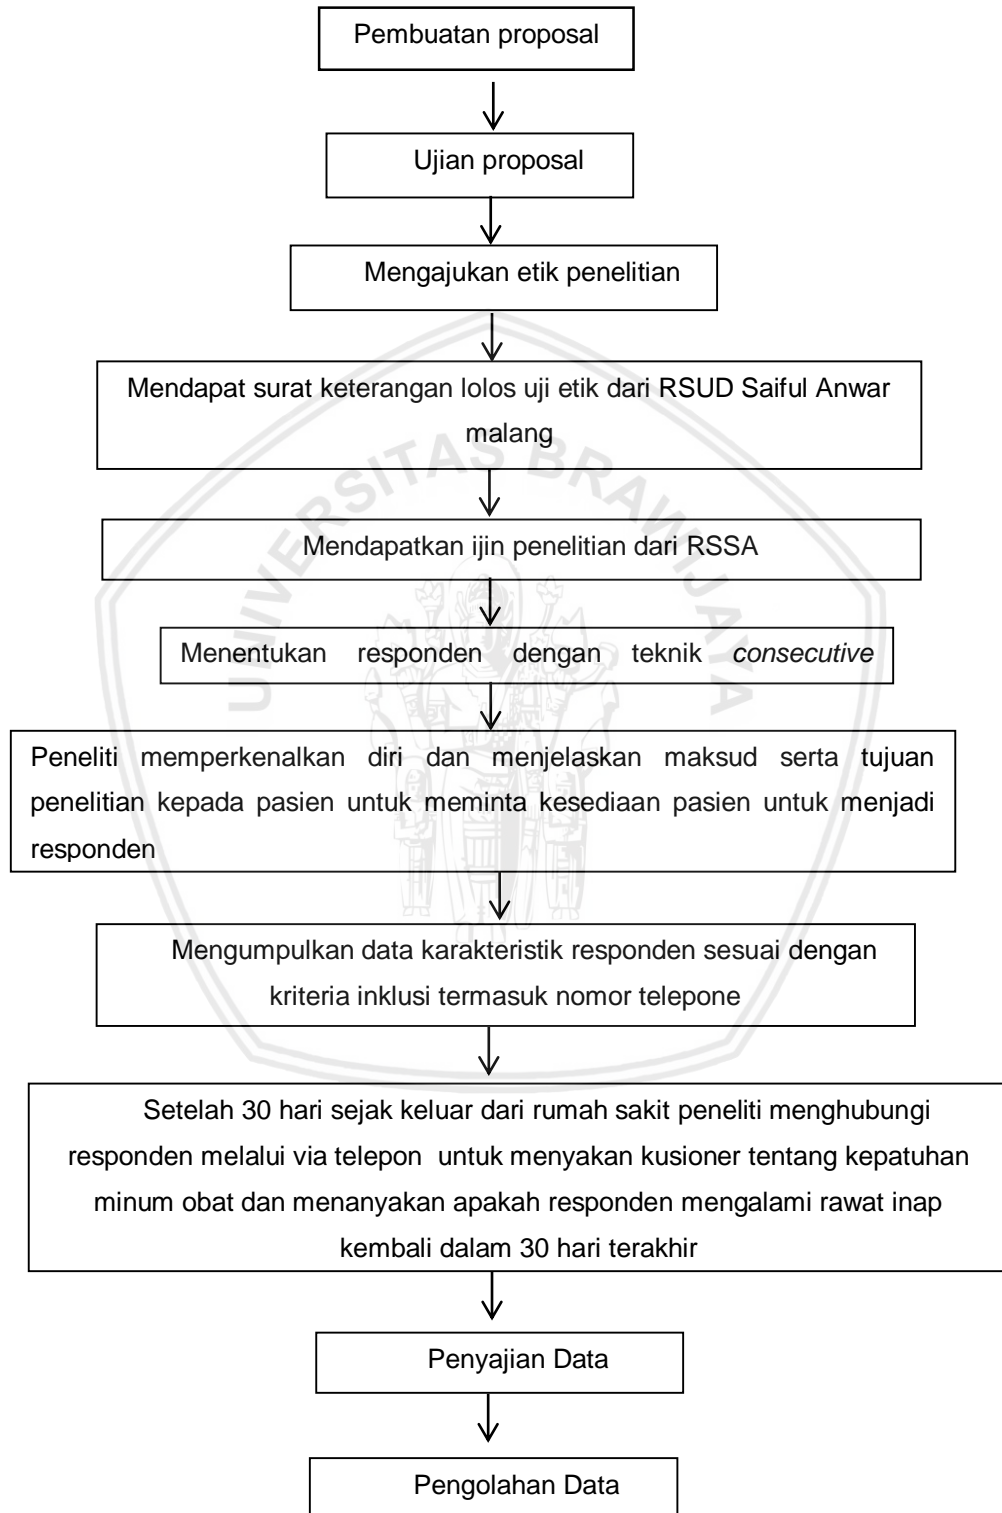 Pembuatan proposal
Ujian proposal
Mengajukan etik penelitian
Mendapat surat keterangan lolos uji etik dari RSUD Saiful Anwar
malang
UNIVERSITAS BRAWIJAYA
Mendapatkan ijin penelitian dari RSSA
Menentukan responden dengan teknik consecutive
Peneliti memperkenalkan diri dan menjelaskan maksud serta tujuan
penelitian kepada pasien untuk meminta kesediaan pasien untuk menjadi
responden
Mengumpulkan data karakteristik responden sesuai dengan
kriteria inklusi termasuk nomor telepone
Setelah 30 hari sejak keluar dari rumah sakit peneliti menghubungi
responden melalui via telepon untuk menyakan kusioner tentang kepatuhan
minum obat dan menanyakan apakah responden mengalami rawat inap
kembali dalam 30 hari terakhir
Penyajian Data
Pengolahan Data